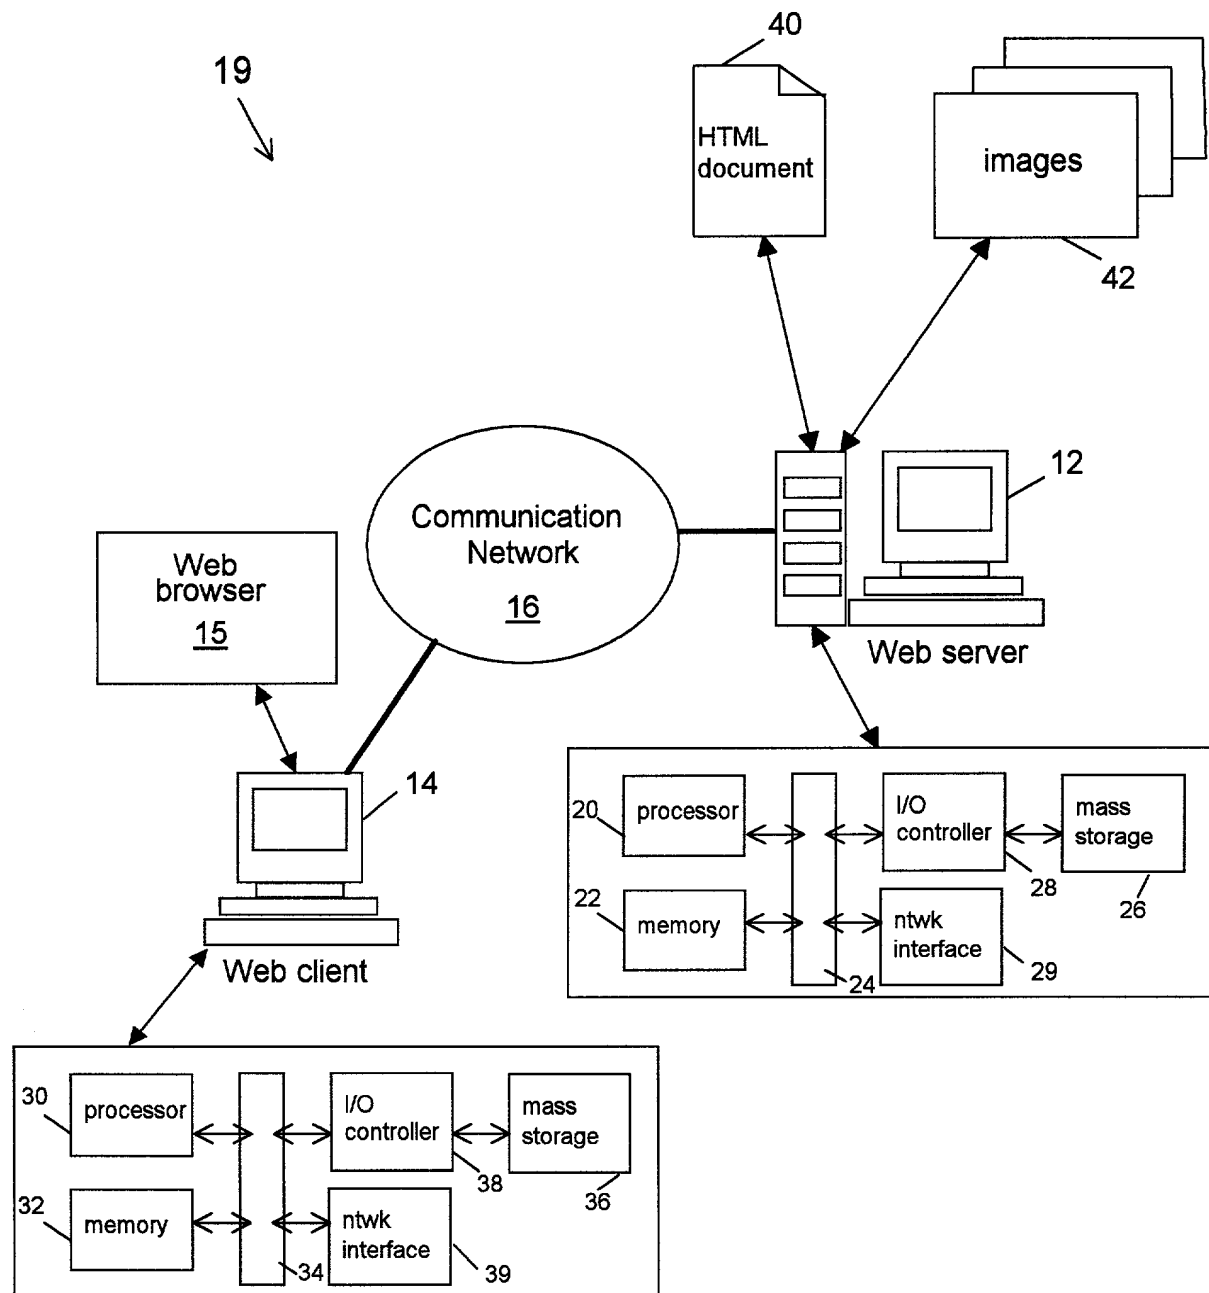 40
19
HTML
document
images
42
12
Communication
Network
16
Web
browser
15
Web server
14
Web client
20
processor
I/O
controller
mass
storage
28
26
22
memory
ntwk
interface
24
29
30
processor
I/O
controller
mass
storage
38
36
32
memory
ntwk
interface
34
39